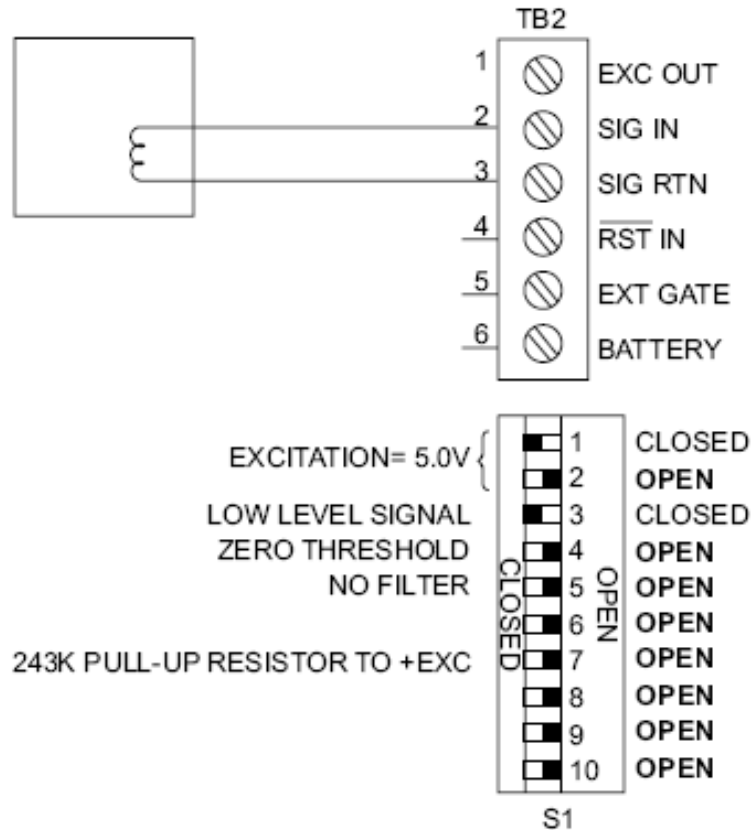 TB2
1 EXC OUT
2 SIG IN
3 SIG RTN
4 RST IN
5 EXT GATE
6 BATTERY
EXCITATION= 5.0V { 1 CLOSED
2 OPEN
LOW LEVEL SIGNAL 3 CLOSED
ZERO THRESHOLD 4 OPEN
NO FILTER 5 OPEN
6 OPEN
243K PULL-UP RESISTOR TO +EXC 7 OPEN
8 OPEN
9 OPEN
10 OPEN
CLOSED
OPEN
S1